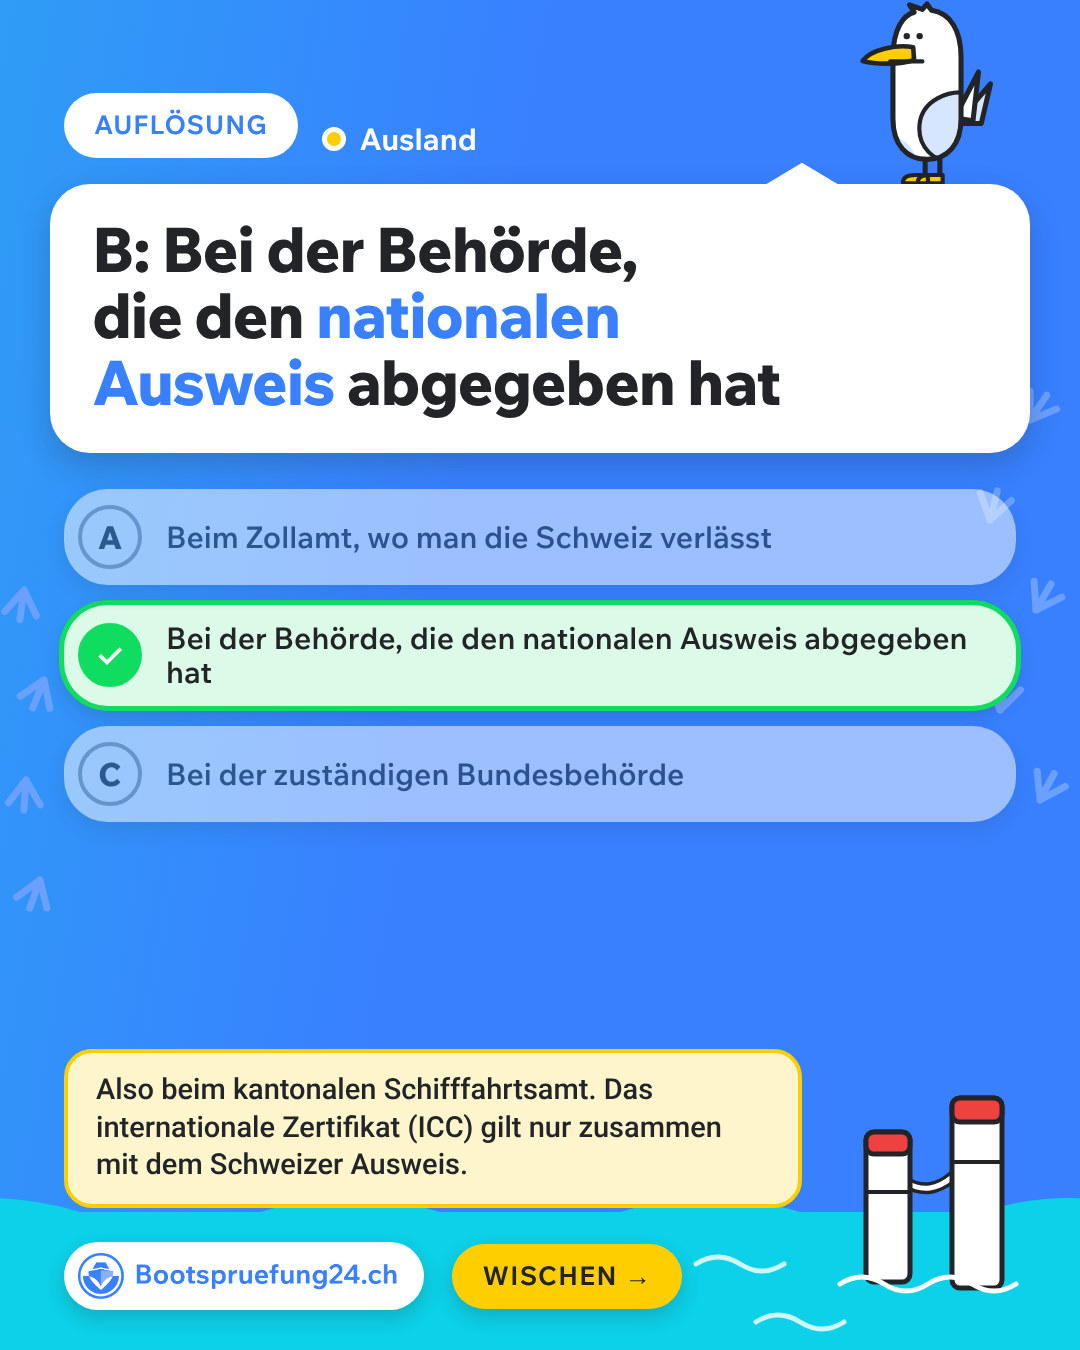 AUFLÖSUNG
Ausland
B: Bei der Behörde,
die den nationalen
Ausweis abgegeben hat
A Beim Zollamt, wo man die Schweiz verlässt
Bei der Behörde, die den nationalen Ausweis abgegeben
hat
C Bei der zuständigen Bundesbehörde
Also beim kantonalen Schifffahrtsamt. Das
internationale Zertifikat (ICC) gilt nur zusammen
mit dem Schweizer Ausweis.
Bootspruefung24.ch
WISCHEN →